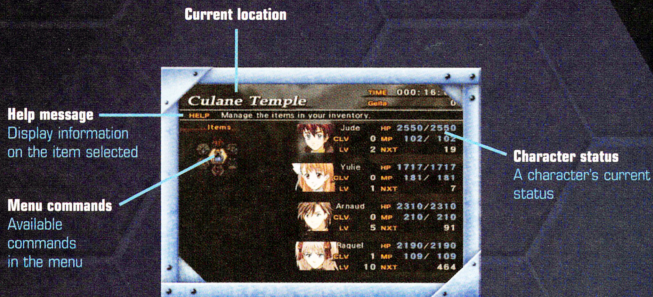 Current location
Culane Temple
TIME 000:16:
Gella 0
Help message
Display information
on the item selected
HELP Manage the items in your inventory.
Items
Jude HP 2550/2550
CLV 0 MP 102/ 102
LV 2 NXT 19
Character status
A character's current
status
Yulie HP 1717/1717
CLV 0 MP 181/ 181
LV 1 NXT 7
Menu commands
Available
commands
in the menu
Arnaud HP 2310/2310
CLV 0 MP 210/ 210
LV 5 NXT 91
Raquel HP 2190/2190
CLV 1 MP 109/ 109
LV 10 NXT 464